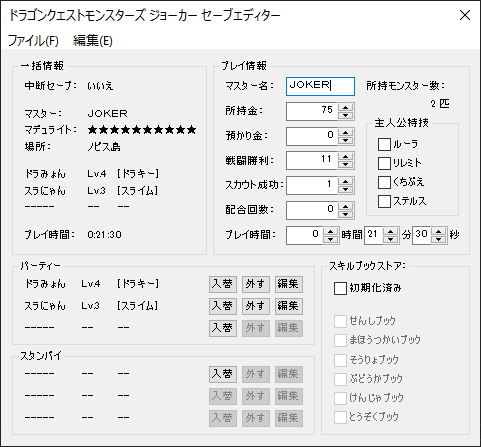 ドラゴンクエストモンスターズ ジョーカー セーブエディター
ファイル(F) 編集(E)
一括情報
中断セーブ: いいえ
マスター: JOKER
マデュライト: ★★★★★★★★★★
場所: ノビス島
ドラみょん Lv.4 [ドラキー]
スらにゃん Lv.3 [スライム]
----- -- --
プレイ時間: 0:21:30
プレイ情報
マスター名: JOKER
所持金: 75
預かり金: 0
戦闘勝利: 11
スカウト成功: 1
配合回数: 0
プレイ時間: 0 時間 21 分 30 秒
所持モンスター数:
2 匹
主人公特技
ルーラ
リレミト
くちぶえ
ステルス
パーティー
ドラみょん Lv.4 [ドラキー] 入替 外す 編集
スらにゃん Lv.3 [スライム] 入替 外す 編集
----- -- -- 入替 外す 編集
スタンバイ
----- -- -- 入替 外す 編集
----- -- -- 入替 外す 編集
----- -- -- 入替 外す 編集
スキルブックストア:
初期化済み
せんしブック
まほうつかいブック
そうりょブック
ぶどうかブック
けんじゃブック
とうぞくブック